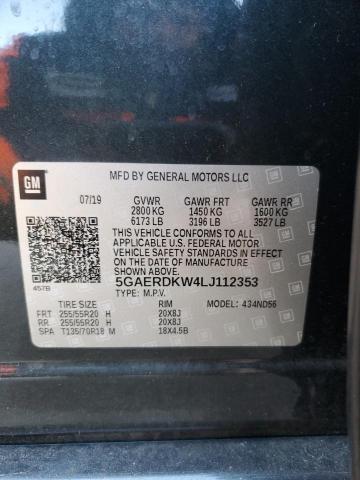 GM
MFD BY GENERAL MOTORS LLC
07/19 GVWR GAWR FRT GAWR RR
2800 KG 1450 KG 1600 KG
6173 LB 3196 LB 3527 LB
THIS VEHICLE CONFORMS TO ALL
APPLICABLE U.S. FEDERAL MOTOR
VEHICLE SAFETY STANDARDS IN EFFECT
ON THE DATE OF MANUFACTURE
SHOWN ABOVE.
457B
5GAERDKW4LJ112353
TYPE: M.P.V.
TIRE SIZE RIM MODEL: 434ND56
FRT 255/55R20 H 20X8J
RR 255/55R20 H 20X8J
SPA T135/70R18 M 18X4.5B